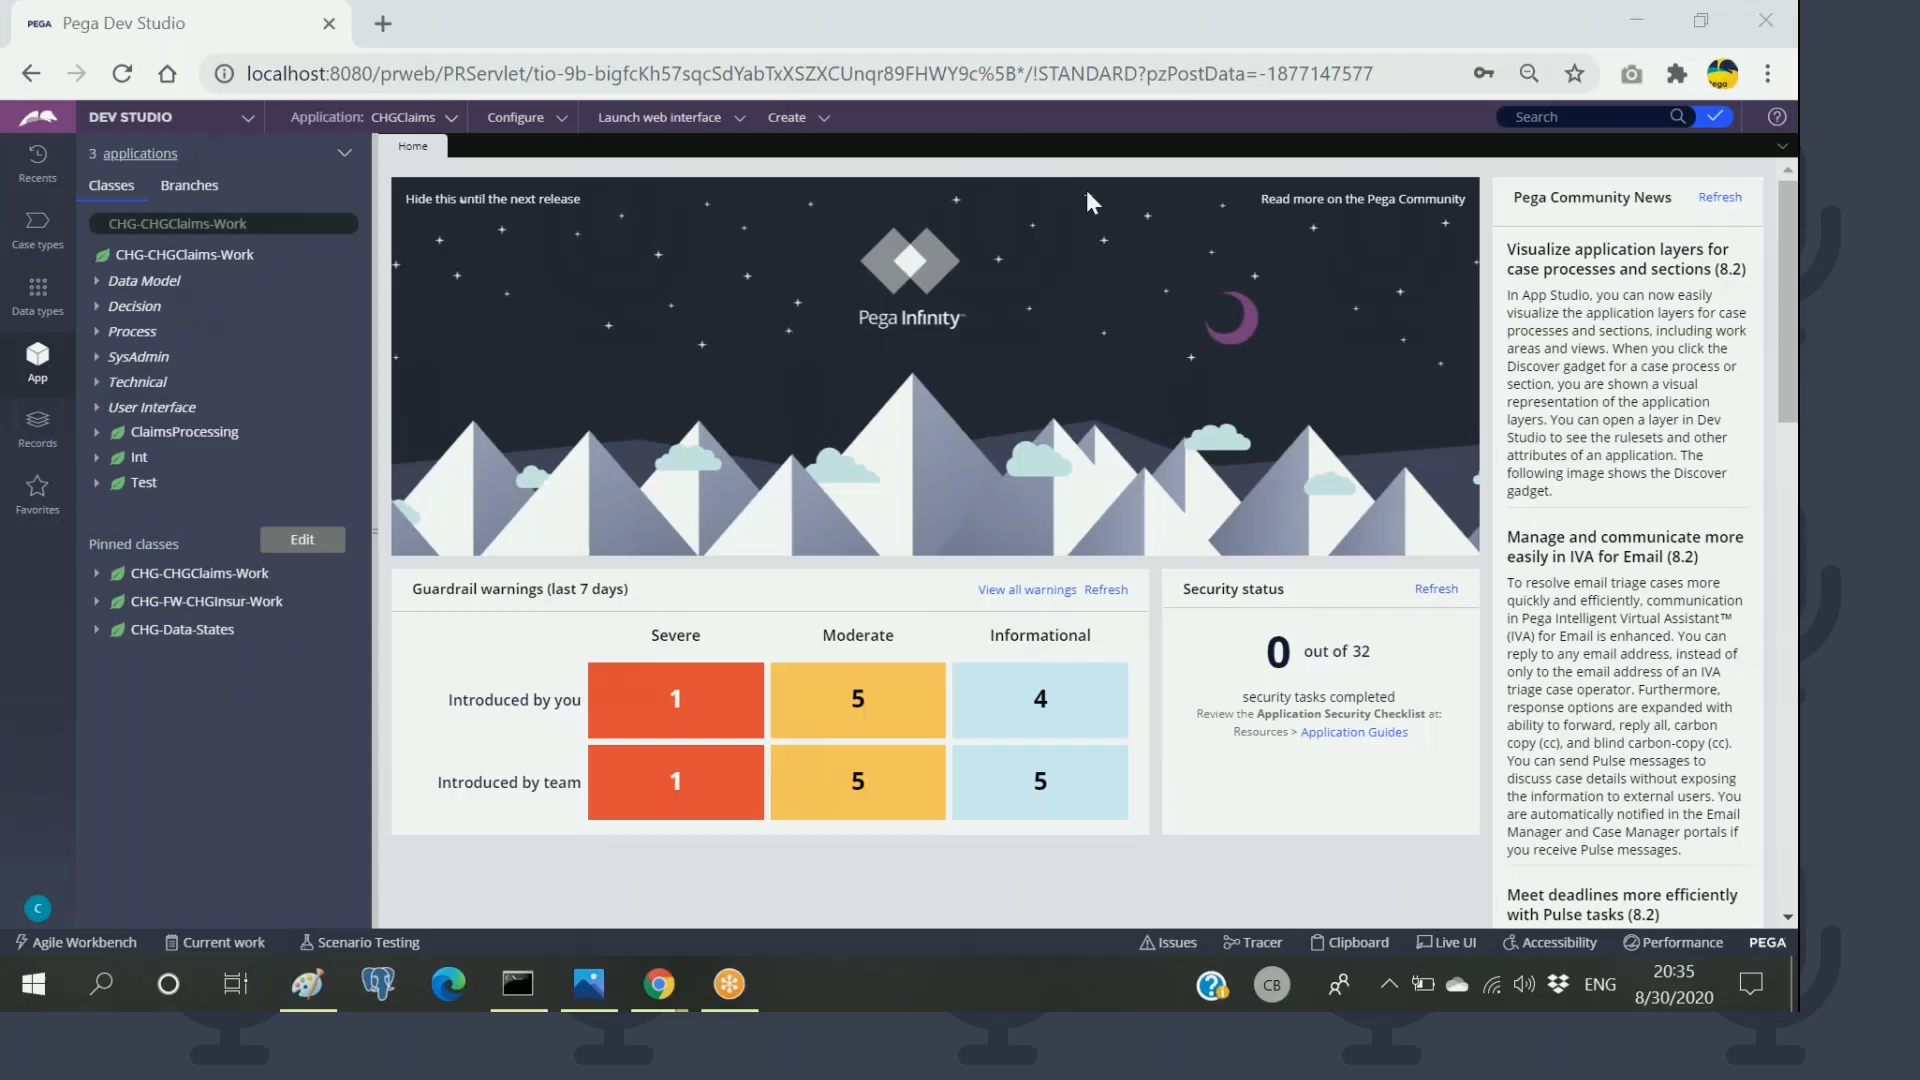 PEGA Pega Dev Studio
localhost:8080/prweb/PRServlet/tio-9b-bigfcKh57sqcSdYabTxXSZXCUnqr89FHWY9c%5B*/!STANDARD?pzPostData=-1877147577
DEV STUDIO
Application: CHGClaims
Configure
Launch web interface
Create
Search
Recents
Case types
Data types
App
Records
Favorites
C
3 applications
Classes
Branches
CHG-CHGClaims-Work
CHG-CHGClaims-Work
Data Model
Decision
Process
SysAdmin
Technical
User Interface
ClaimsProcessing
Int
Test
Pinned classes
Edit
CHG-CHGClaims-Work
CHG-FW-CHGInsur-Work
CHG-Data-States
Home
Hide this until the next release
Read more on the Pega Community
Pega Infinity
Guardrail warnings (last 7 days)
View all warnings
Refresh
Severe
Moderate
Informational
Introduced by you
1
5
4
Introduced by team
1
5
5
Security status
Refresh
0 out of 32
security tasks completed
Review the Application Security Checklist at:
Resources > Application Guides
Pega Community News
Refresh
Visualize application layers for
case processes and sections (8.2)
In App Studio, you can now easily
visualize the application layers for case
processes and sections, including work
areas and views. When you click the
Discover gadget for a case process or
section, you are shown a visual
representation of the application
layers. You can open a layer in Dev
Studio to see the rulesets and other
attributes of an application. The
following image shows the Discover
gadget.
Manage and communicate more
easily in IVA for Email (8.2)
To resolve email triage cases more
quickly and efficiently, communication
in Pega Intelligent Virtual Assistant™
(IVA) for Email is enhanced. You can
reply to any email address, instead of
only to the email address of an IVA
triage case operator. Furthermore,
response options are expanded with
ability to forward, reply all, carbon
copy (cc), and blind carbon-copy (cc).
You can send Pulse messages to
discuss case details without exposing
the information to external users. You
are automatically notified in the Email
Manager and Case Manager portals if
you receive Pulse messages.
Meet deadlines more efficiently
with Pulse tasks (8.2)
Agile Workbench
Current work
Scenario Testing
Issues
Tracer
Clipboard
Live UI
Accessibility
Performance
PEGA
CB
ENG
20:35
8/30/2020